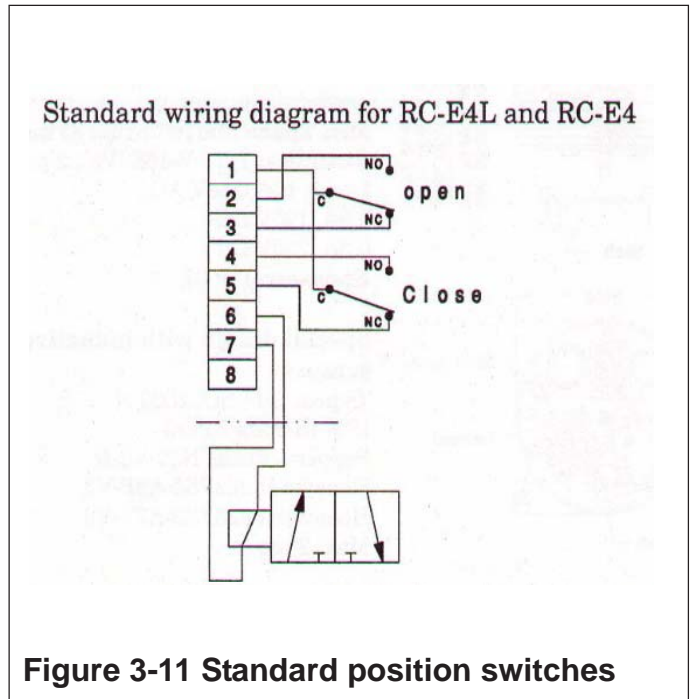 Standard wiring diagram for RC-E4L and RC-E4
1
2
3
4
5
6
7
8
NO
C
NC
open
NO
C
NC
Close
Figure 3-11 Standard position switches